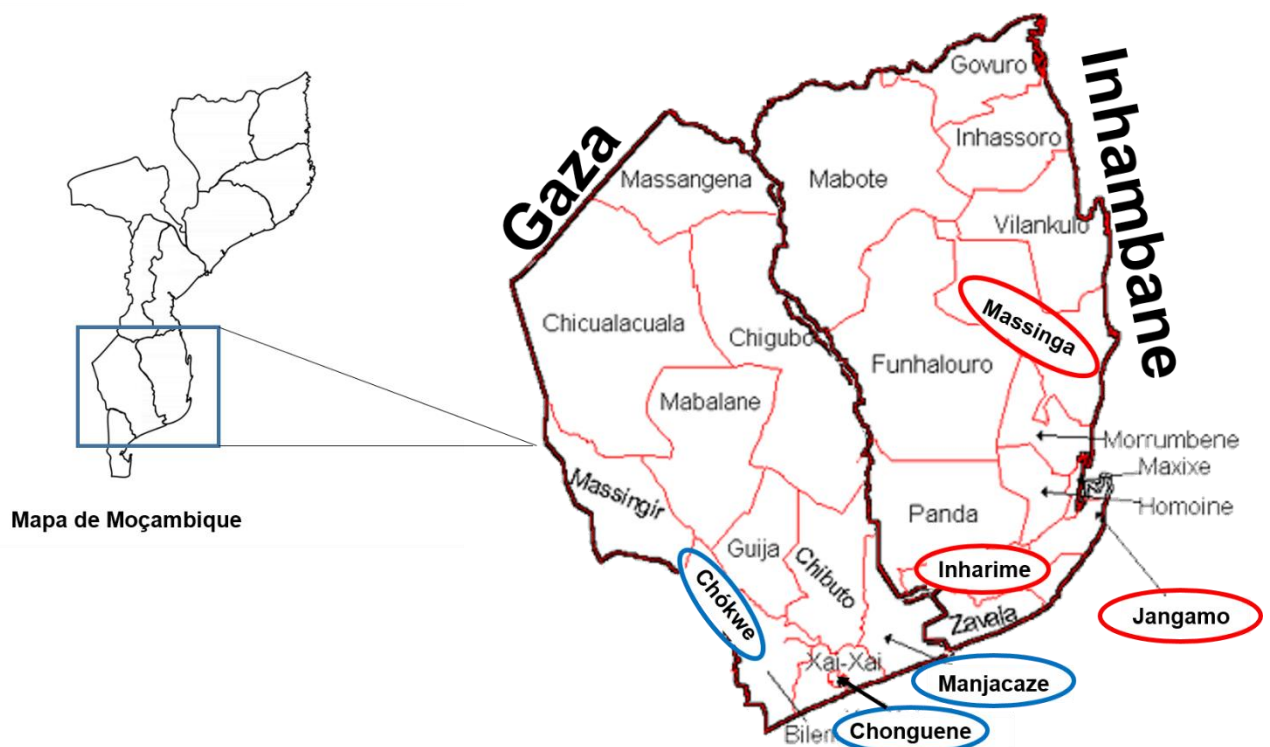 Mapa de Moçambique
Gaza
Inhambane
Govuro
Inhassoro
Massangena
Mabote
Vilankulo
Chicualacuala
Chigubo
Massinga
Funhalouro
Mabalane
Morrumbene
Maxixe
Homoine
Massingir
Panda
Guija
Chibuto
Chókwe
Inharime
Jangamo
Zavala
Xai-Xai
Manjacaze
Chonguene